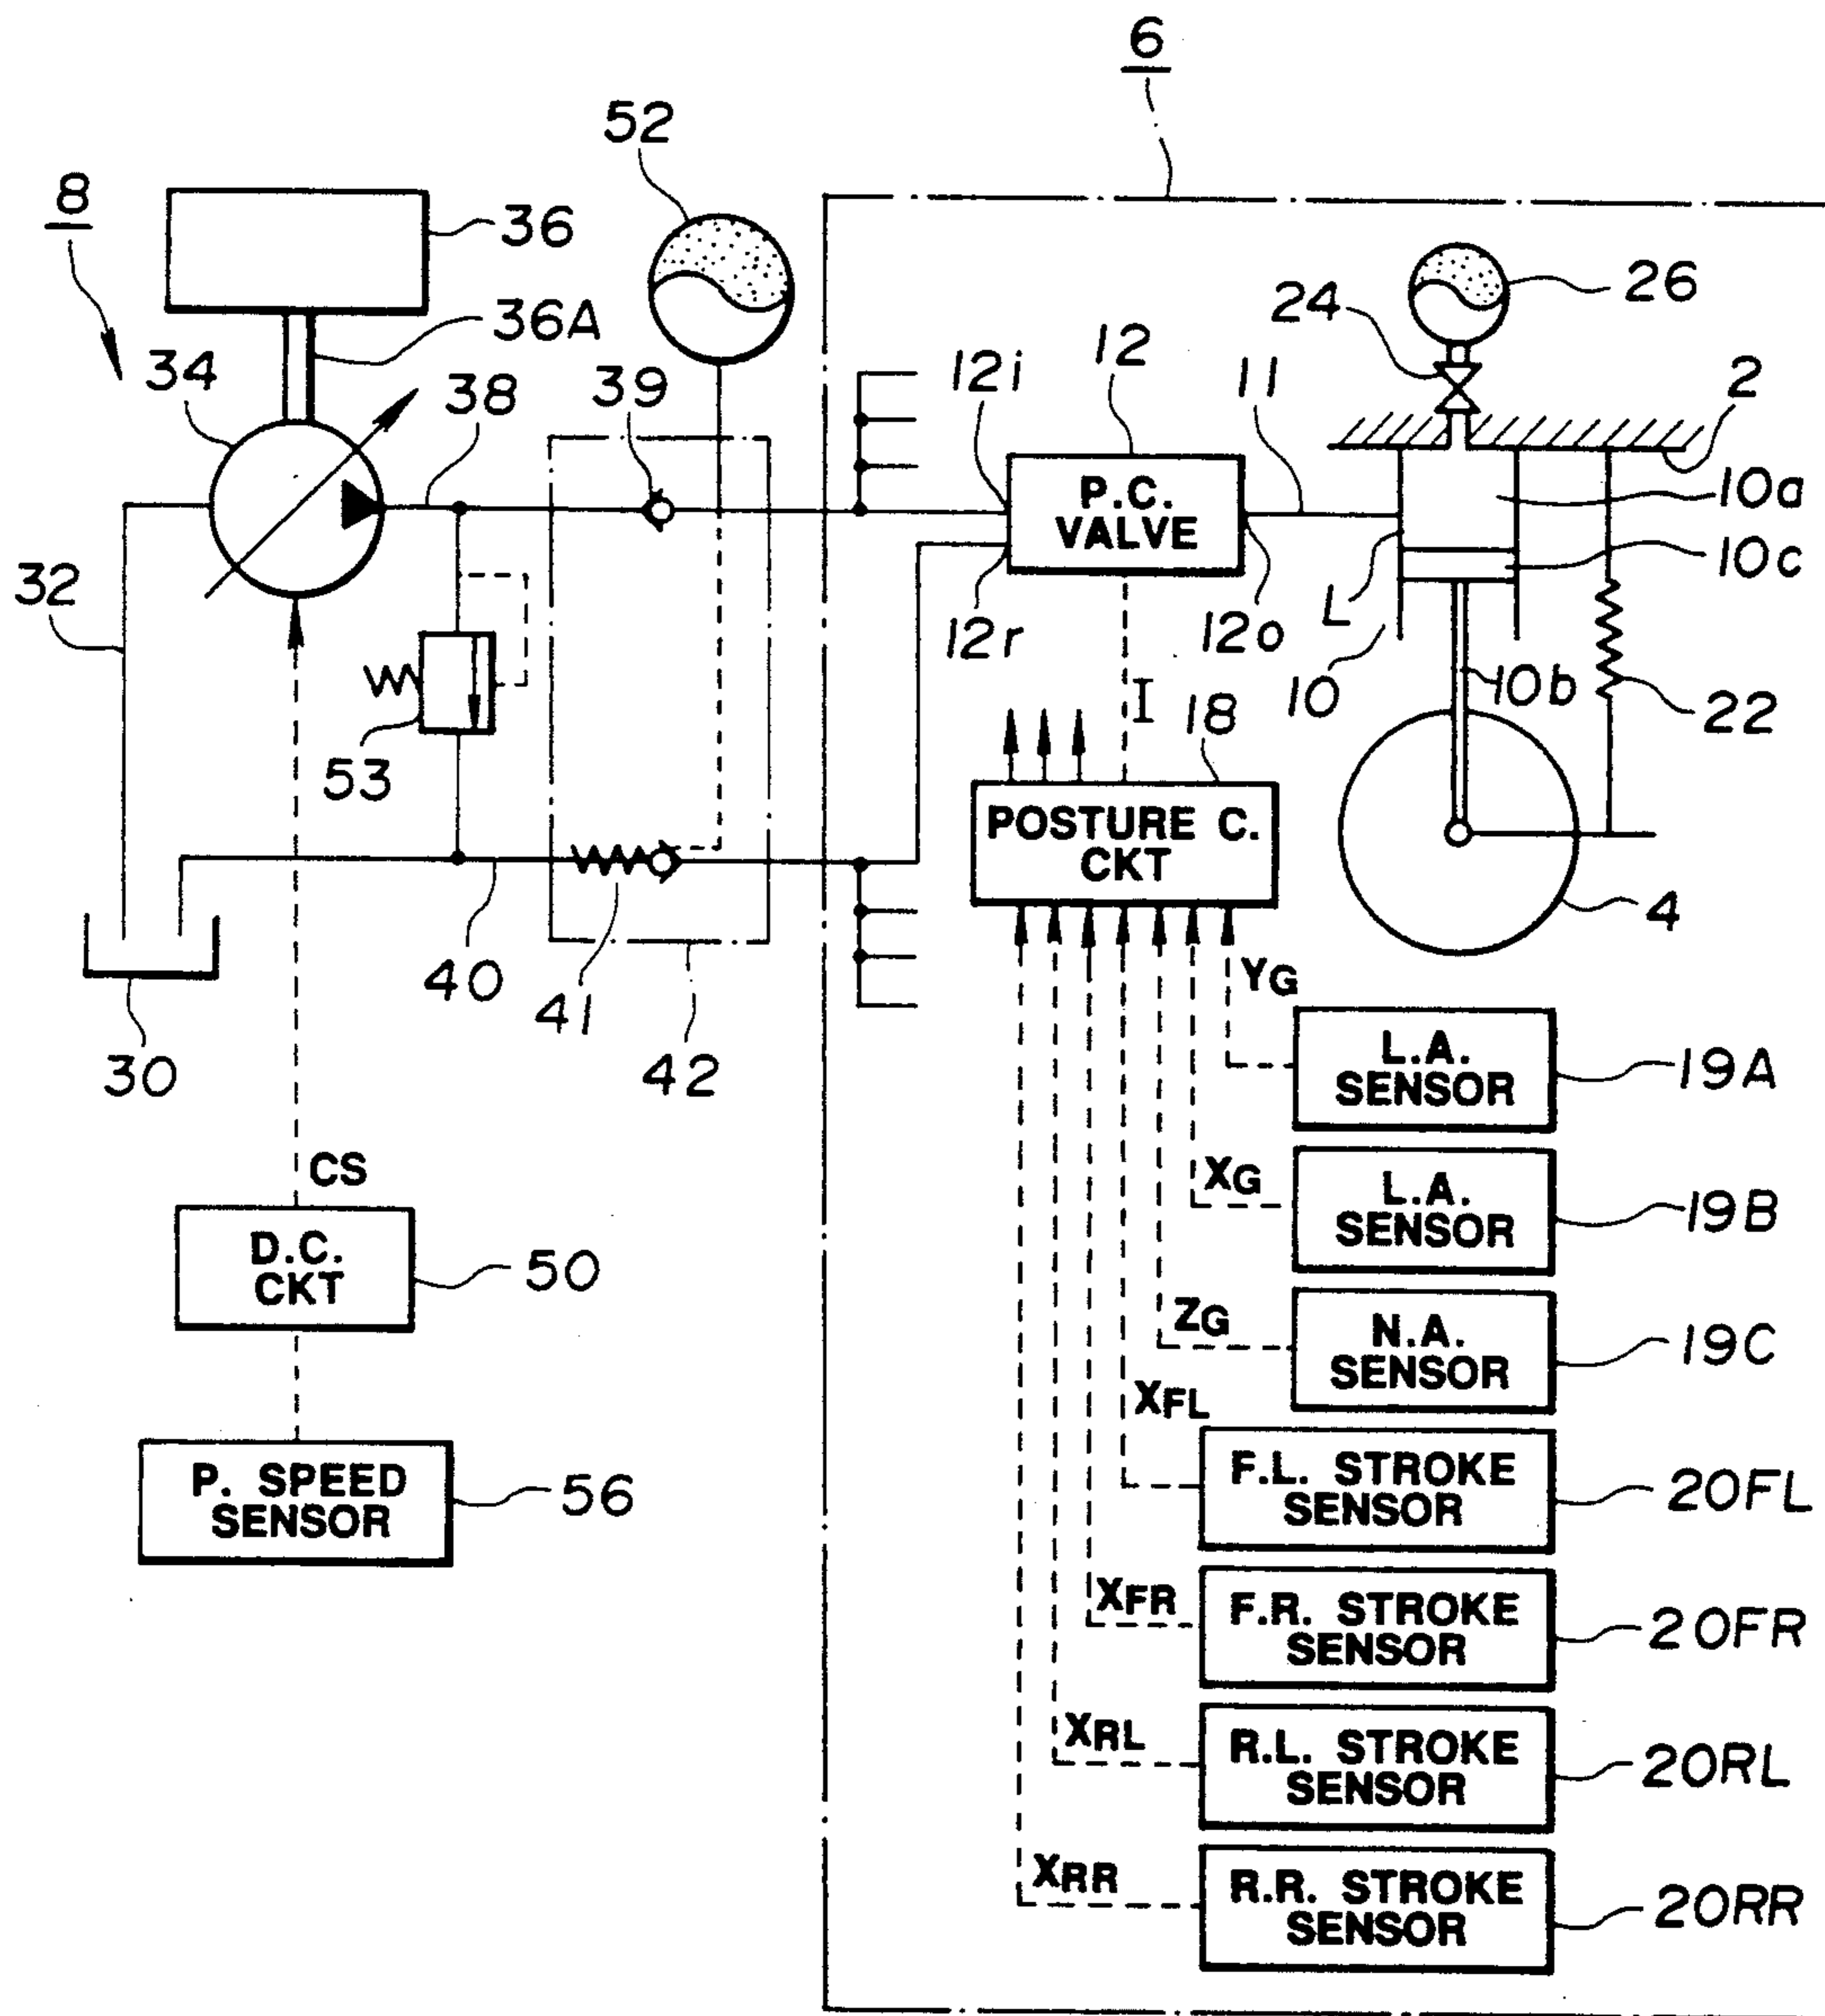 6
52
8
36
36A
34
38
39
12i
12
11
24
26
2
P.C.
VALVE
10a
10c
32
12r
12o
L
10
10b
22
53
I
18
POSTURE C.
CKT
4
40
41
42
30
YG
L.A.
SENSOR
19A
CS
XG
L.A.
SENSOR
19B
D.C.
CKT
50
ZG
N.A.
SENSOR
19C
XFL
F.L. STROKE
SENSOR
20FL
P. SPEED
SENSOR
56
XFR
F.R. STROKE
SENSOR
20FR
XRL
R.L. STROKE
SENSOR
20RL
XRR
R.R. STROKE
SENSOR
20RR